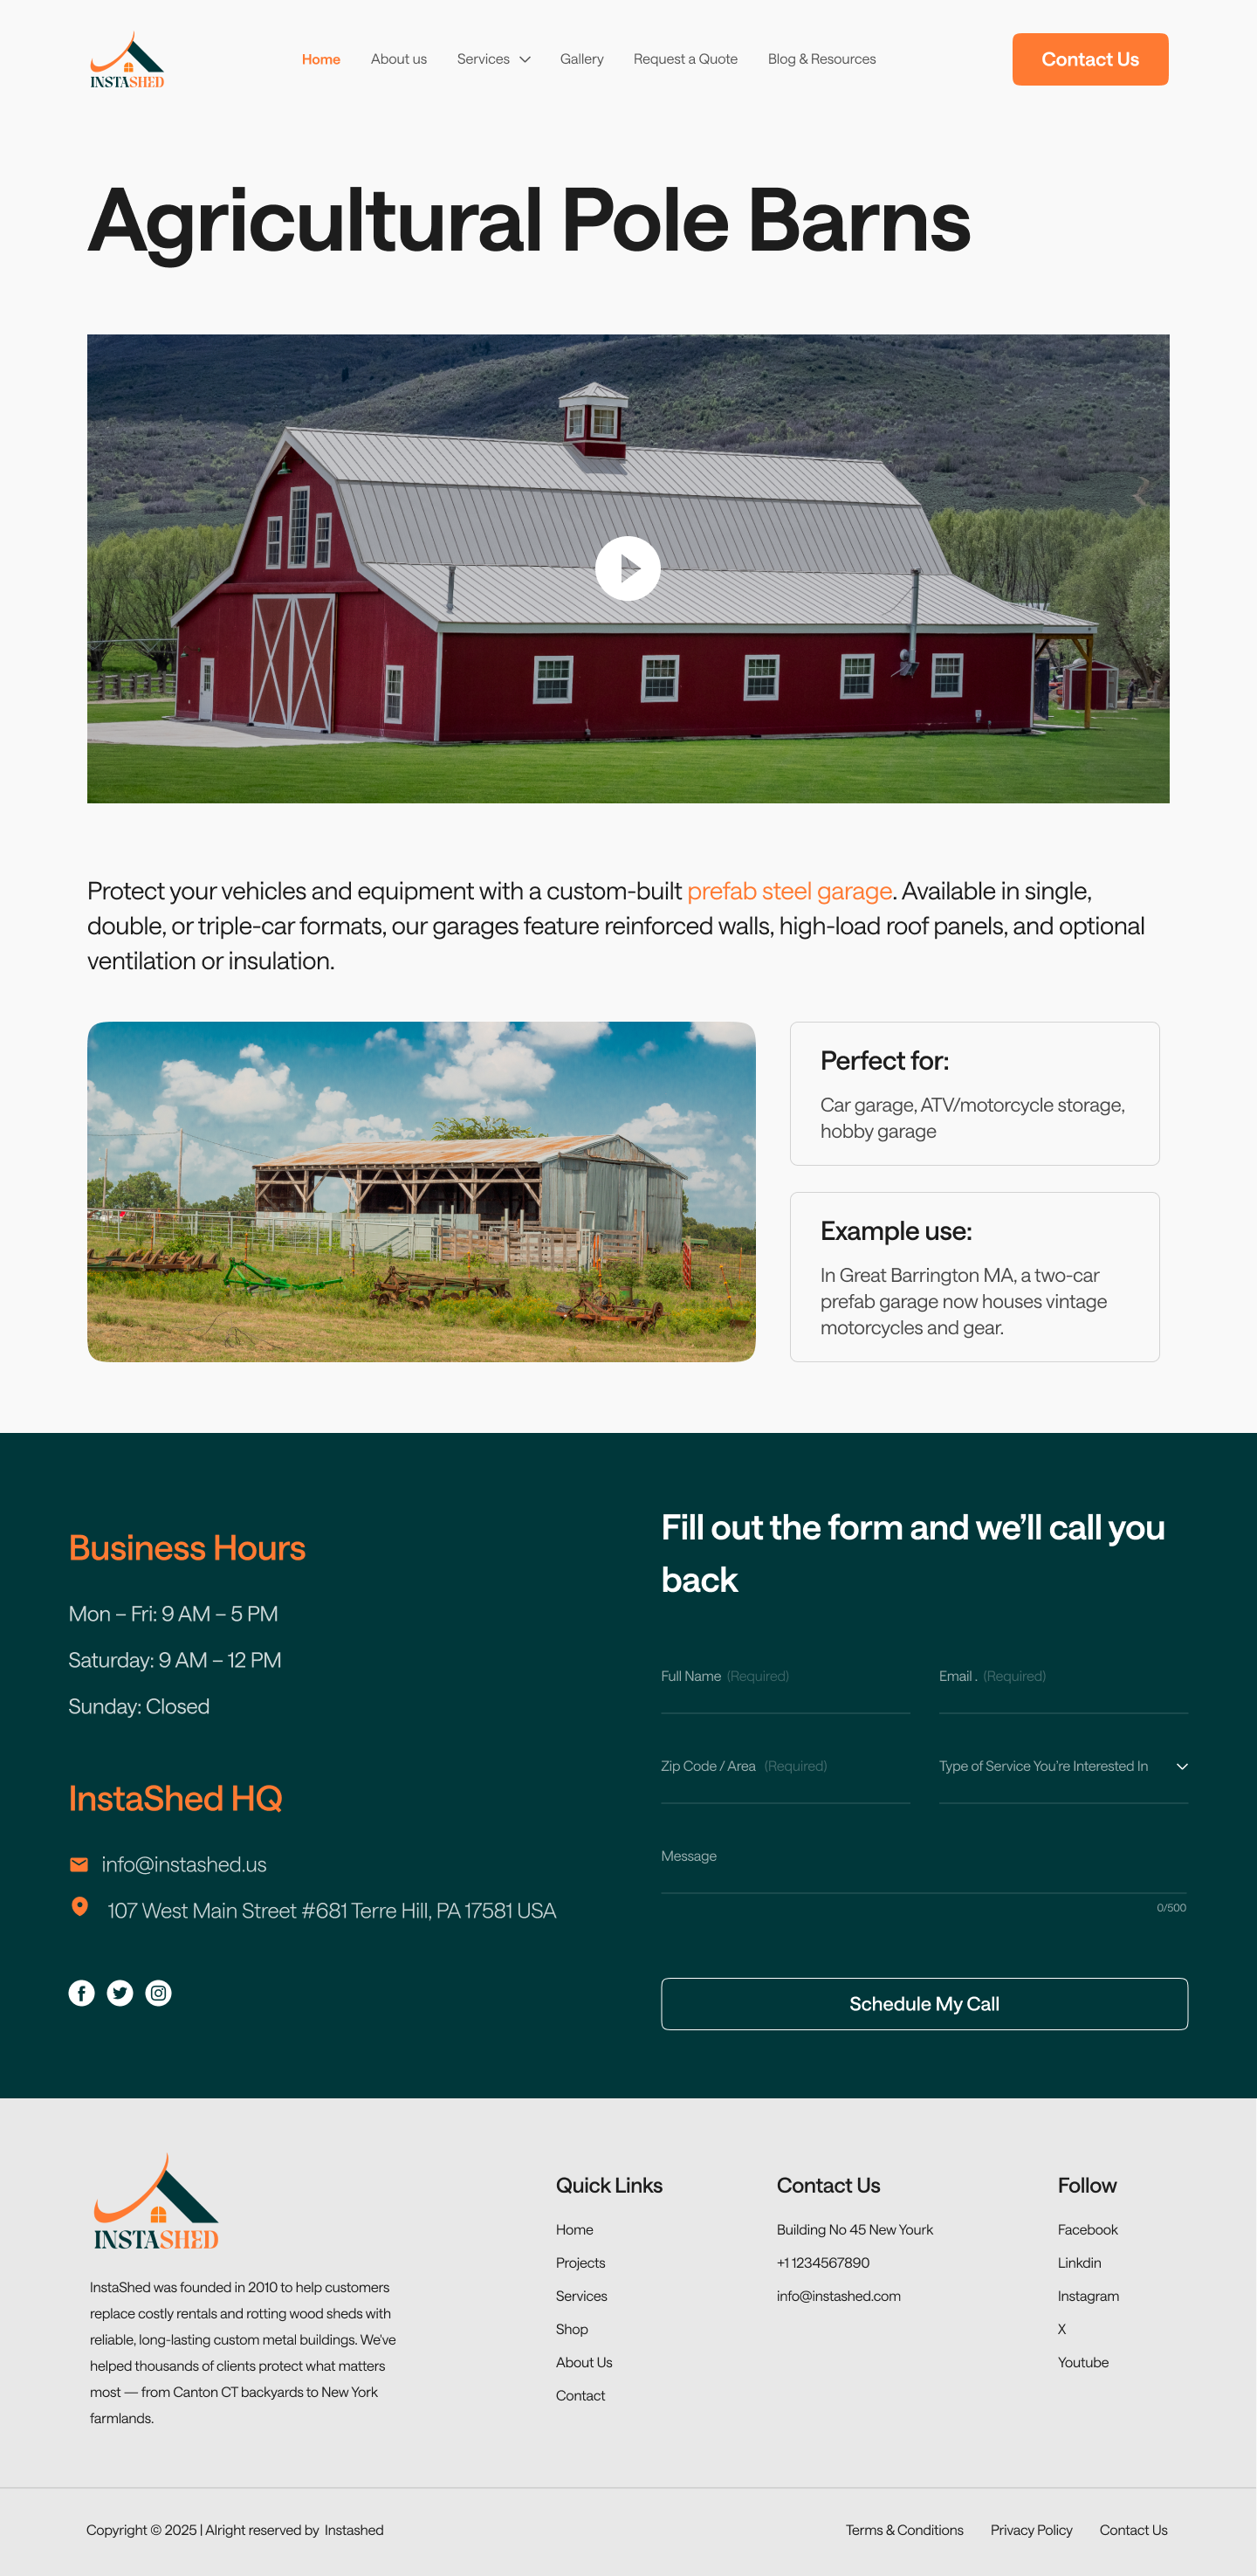 INSTASHED
Home
About us
Services
Gallery
Request a Quote
Blog & Resources
Contact Us
Agricultural Pole Barns
Protect your vehicles and equipment with a custom-built prefab steel garage. Available in single,
double, or triple-car formats, our garages feature reinforced walls, high-load roof panels, and optional
ventilation or insulation.
Perfect for:
Car garage, ATV/motorcycle storage,
hobby garage
Example use:
In Great Barrington MA, a two-car
prefab garage now houses vintage
motorcycles and gear.
Business Hours
Mon – Fri: 9 AM – 5 PM
Saturday: 9 AM – 12 PM
Sunday: Closed
InstaShed HQ
info@instashed.us
107 West Main Street #681 Terre Hill, PA 17581 USA
Fill out the form and we’ll call you
back
Full Name (Required)
Email . (Required)
Zip Code / Area (Required)
Type of Service You’re Interested In
Message
0/500
Schedule My Call
INSTASHED
InstaShed was founded in 2010 to help customers
replace costly rentals and rotting wood sheds with
reliable, long-lasting custom metal buildings. We’ve
helped thousands of clients protect what matters
most — from Canton CT backyards to New York
farmlands.
Quick Links
Home
Projects
Services
Shop
About Us
Contact
Contact Us
Building No 45 New Yourk
+1 1234567890
info@instashed.com
Follow
Facebook
Linkdin
Instagram
X
Youtube
Copyright © 2025 | Alright reserved by Instashed
Terms & Conditions
Privacy Policy
Contact Us